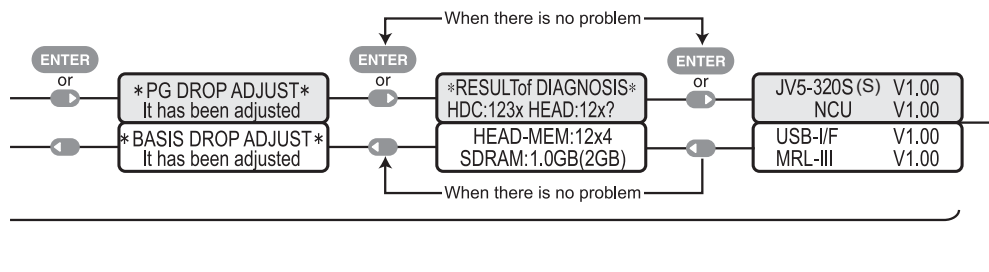 When there is no problem
ENTER
or
*PG DROP ADJUST*
It has been adjusted
*BASIS DROP ADJUST*
It has been adjusted
ENTER
or
*RESULTof DIAGNOSIS*
HDC:123x HEAD:12x?
HEAD-MEM:12x4
SDRAM:1.0GB(2GB)
ENTER
or
JV5-320S(S) V1.00
NCU V1.00
USB-I/F V1.00
MRL-III V1.00
When there is no problem